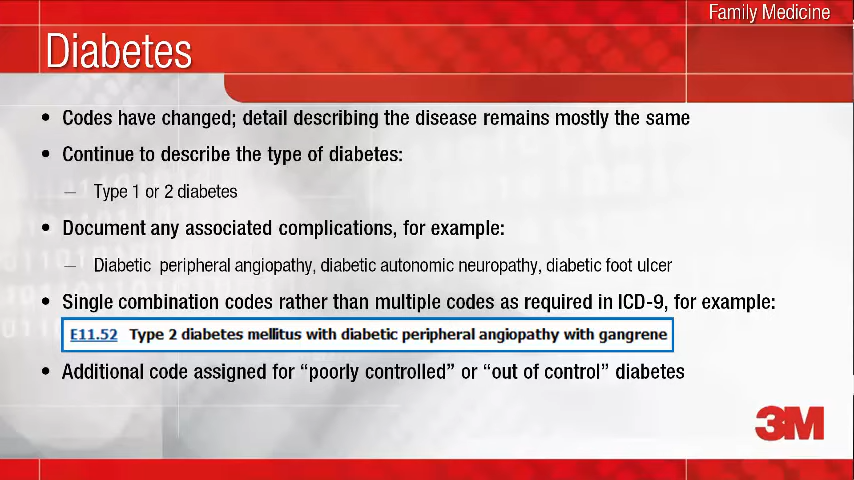 Family Medicine
Diabetes
• Codes have changed; detail describing the disease remains mostly the same
• Continue to describe the type of diabetes:
– Type 1 or 2 diabetes
• Document any associated complications, for example:
– Diabetic peripheral angiopathy, diabetic autonomic neuropathy, diabetic foot ulcer
• Single combination codes rather than multiple codes as required in ICD-9, for example:
E11.52 Type 2 diabetes mellitus with diabetic peripheral angiopathy with gangrene
• Additional code assigned for “poorly controlled” or “out of control” diabetes
3M